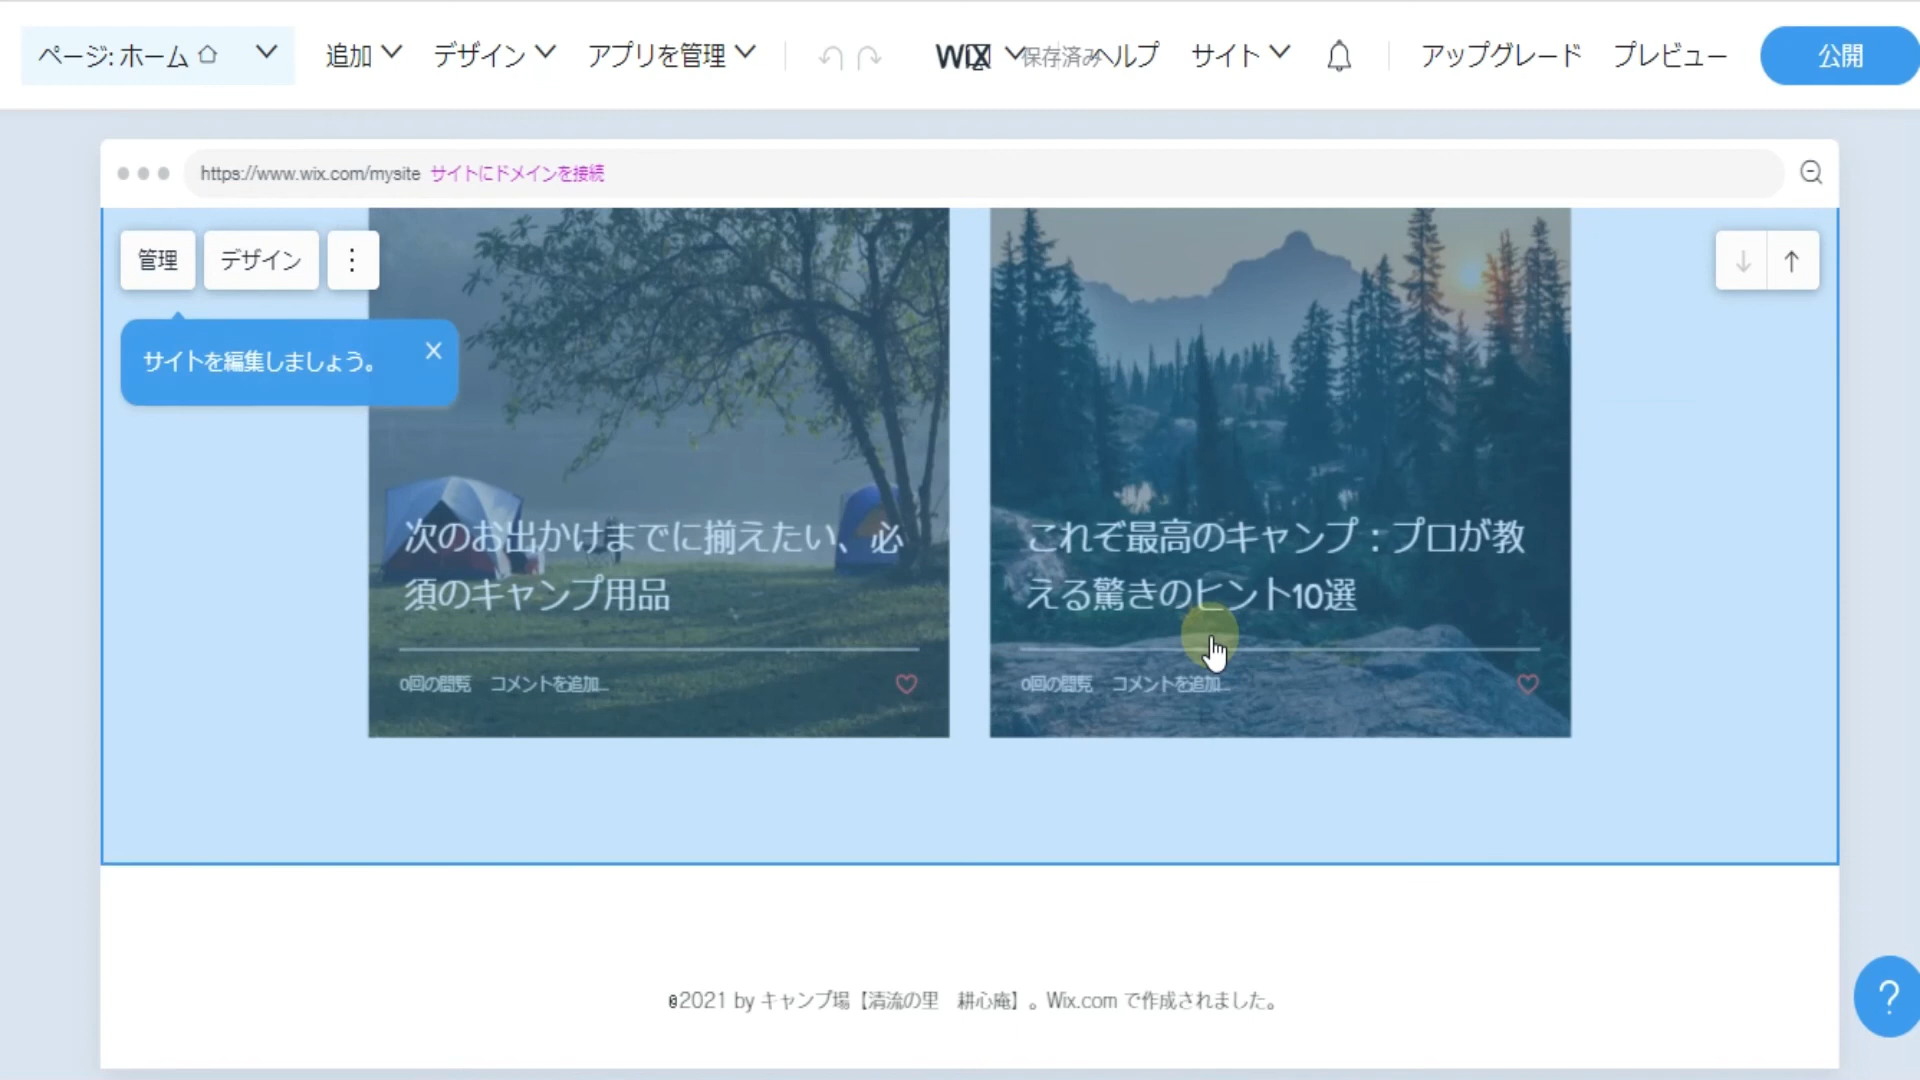 ページ: ホーム
追加
デザイン
アプリを管理
WiX
保存済み
ヘルプ
サイト
アップグレード
プレビュー
公開
https://www.wix.com/mysite サイトにドメインを接続
管理
デザイン
サイトを編集しましょう。
次のお出かけまでに揃えたい、必
須のキャンプ用品
0回の閲覧 コメントを追加...
これぞ最高のキャンプ：プロが教
える驚きのヒント10選
0回の閲覧 コメントを追加...
©2021 by キャンプ場【清流の里　耕心庵】。Wix.com で作成されました。
?